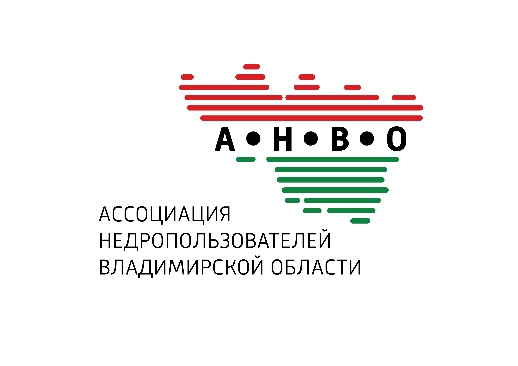 А•Н•В•О
АССОЦИАЦИЯ
НЕДРОПОЛЬЗОВАТЕЛЕЙ
ВЛАДИМИРСКОЙ ОБЛАСТИ